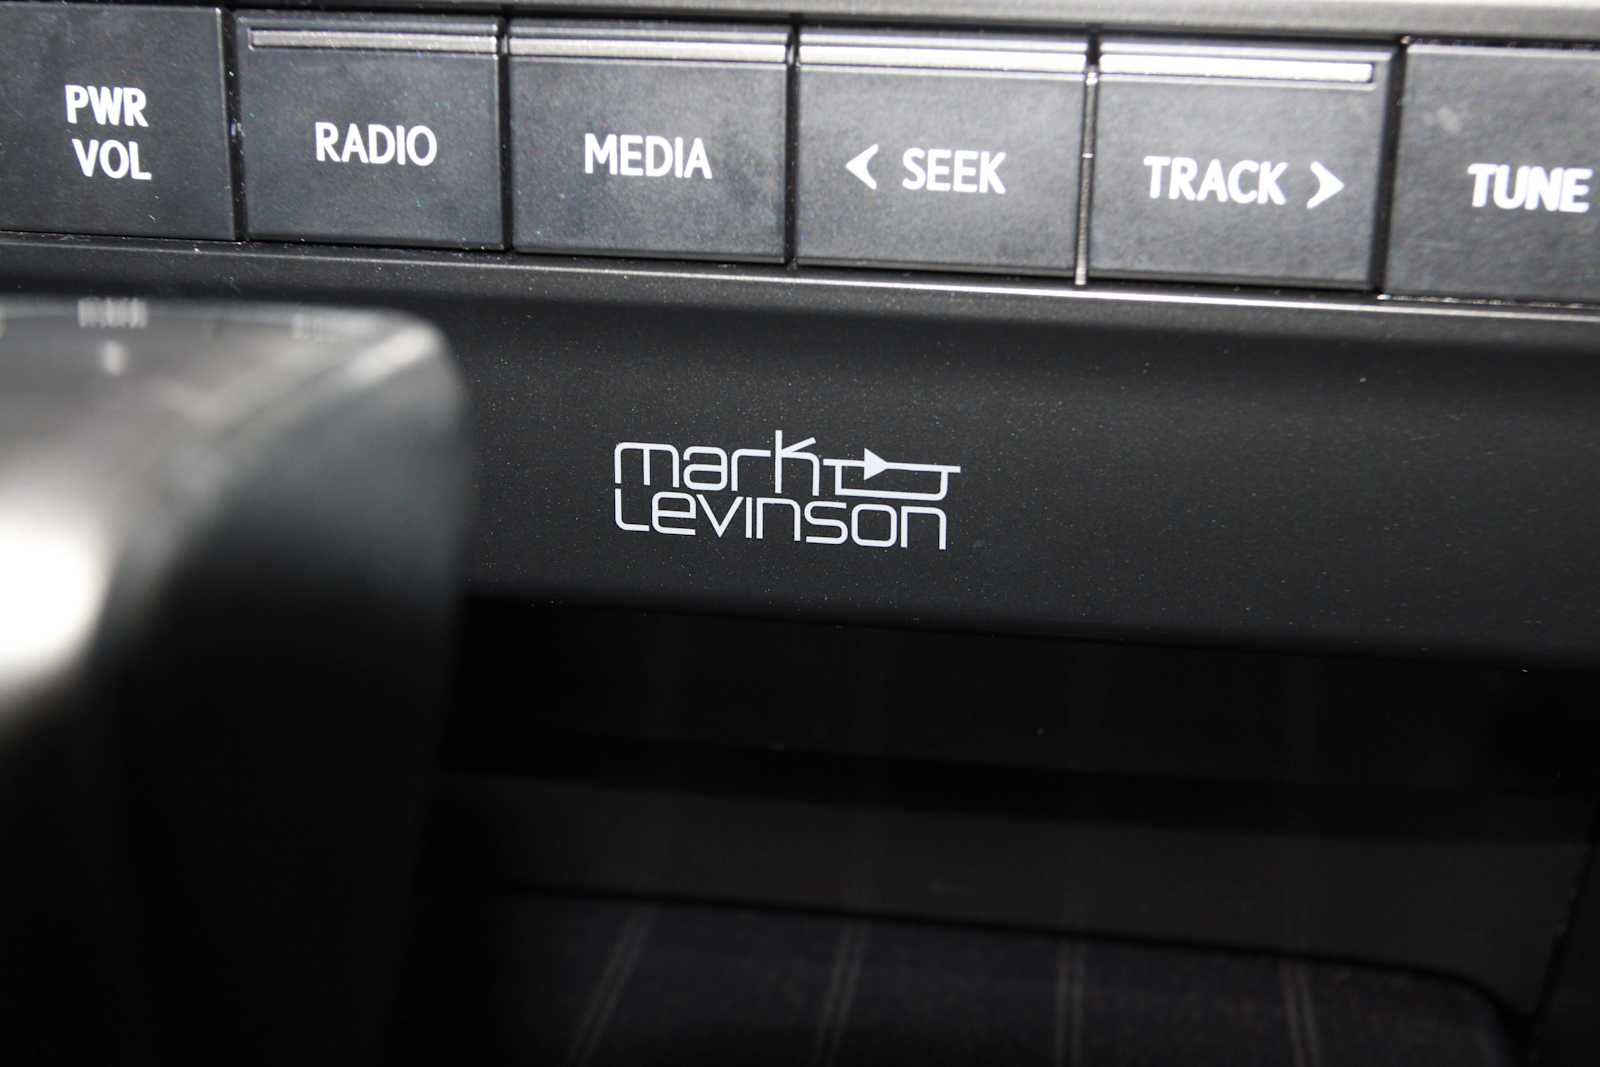 PWR
VOL
RADIO
MEDIA
< SEEK
TRACK >
TUNE
mark
Levinson